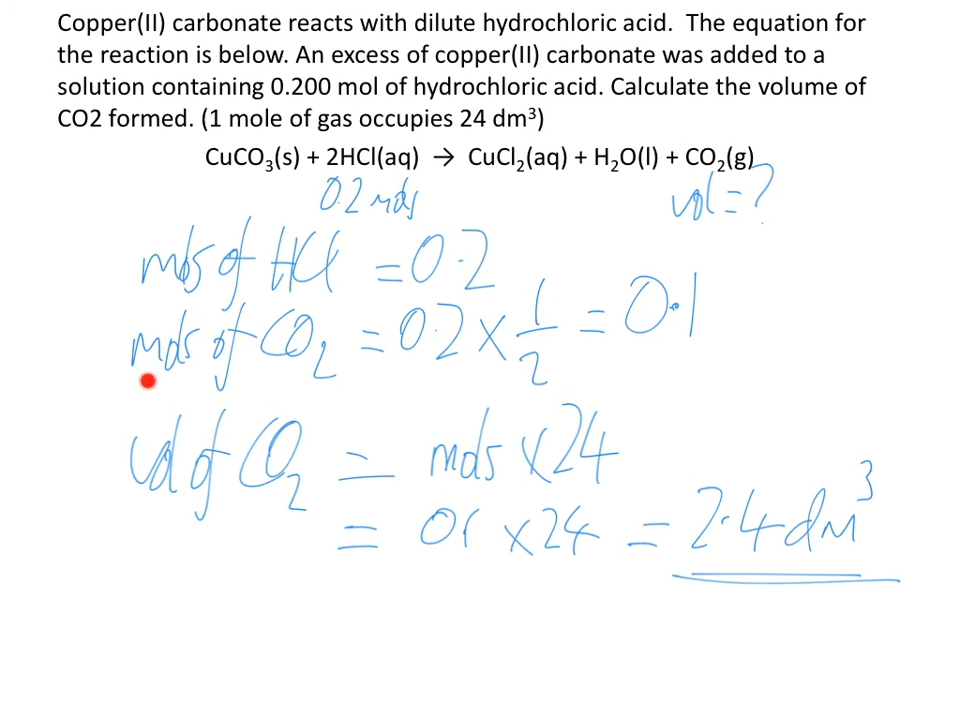 Copper(II) carbonate reacts with dilute hydrochloric acid. The equation for
the reaction is below. An excess of copper(II) carbonate was added to a
solution containing 0.200 mol of hydrochloric acid. Calculate the volume of
CO2 formed. (1 mole of gas occupies 24 dm³)
CuCO₃(s) + 2HCl(aq) → CuCl₂(aq) + H₂O(l) + CO₂(g)
0.2 mols vol = ?
mols of HCl = 0.2
mols of CO₂ = 0.2 × 1/2 = 0.1
vol of CO₂ = mols × 24
= 0.1 × 24 = 2.4 dm³